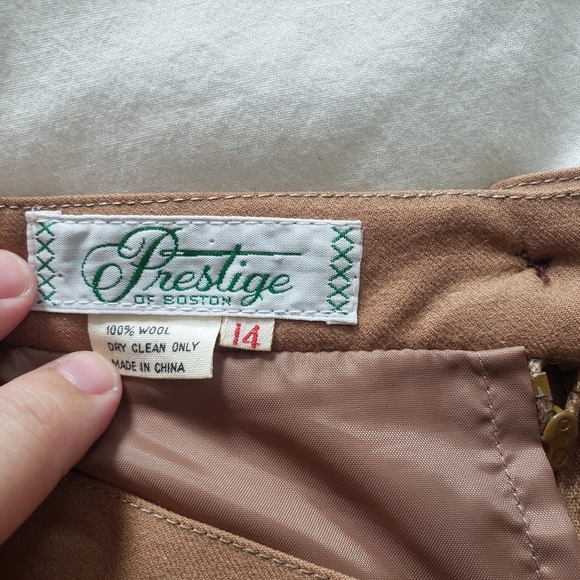 Prestige
OF BOSTON
14
100% WOOL
DRY CLEAN ONLY
MADE IN CHINA